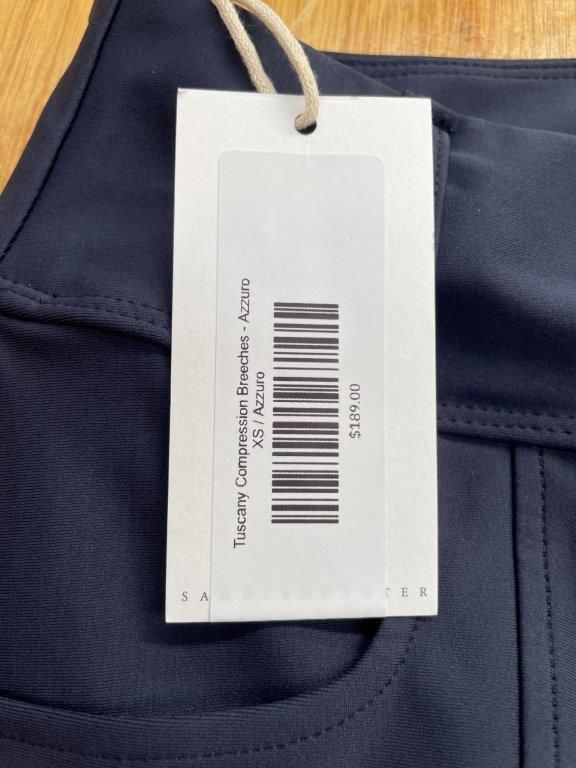 Tuscany Compression Breeches - Azzuro
XS / Azzuro
$189.00